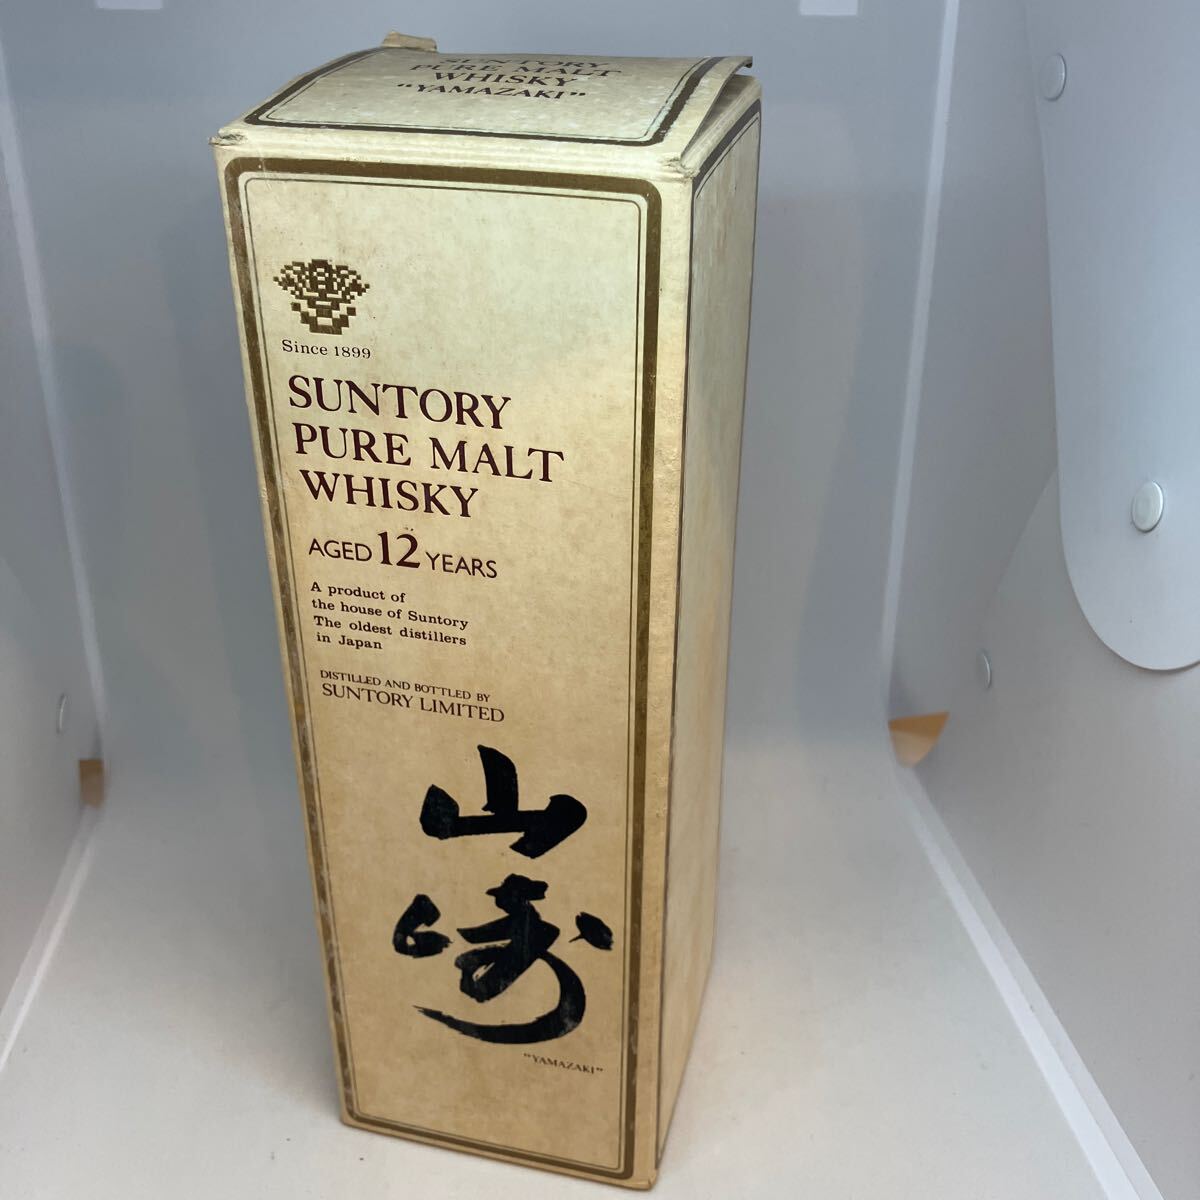 SUNTORY
PURE MALT
WHISKY
"YAMAZAKI"
Since 1899
SUNTORY
PURE MALT
WHISKY
AGED 12 YEARS
A product of
the house of Suntory
The oldest distillers
in Japan
DISTILLED AND BOTTLED BY
SUNTORY LIMITED
山崎
"YAMAZAKI"